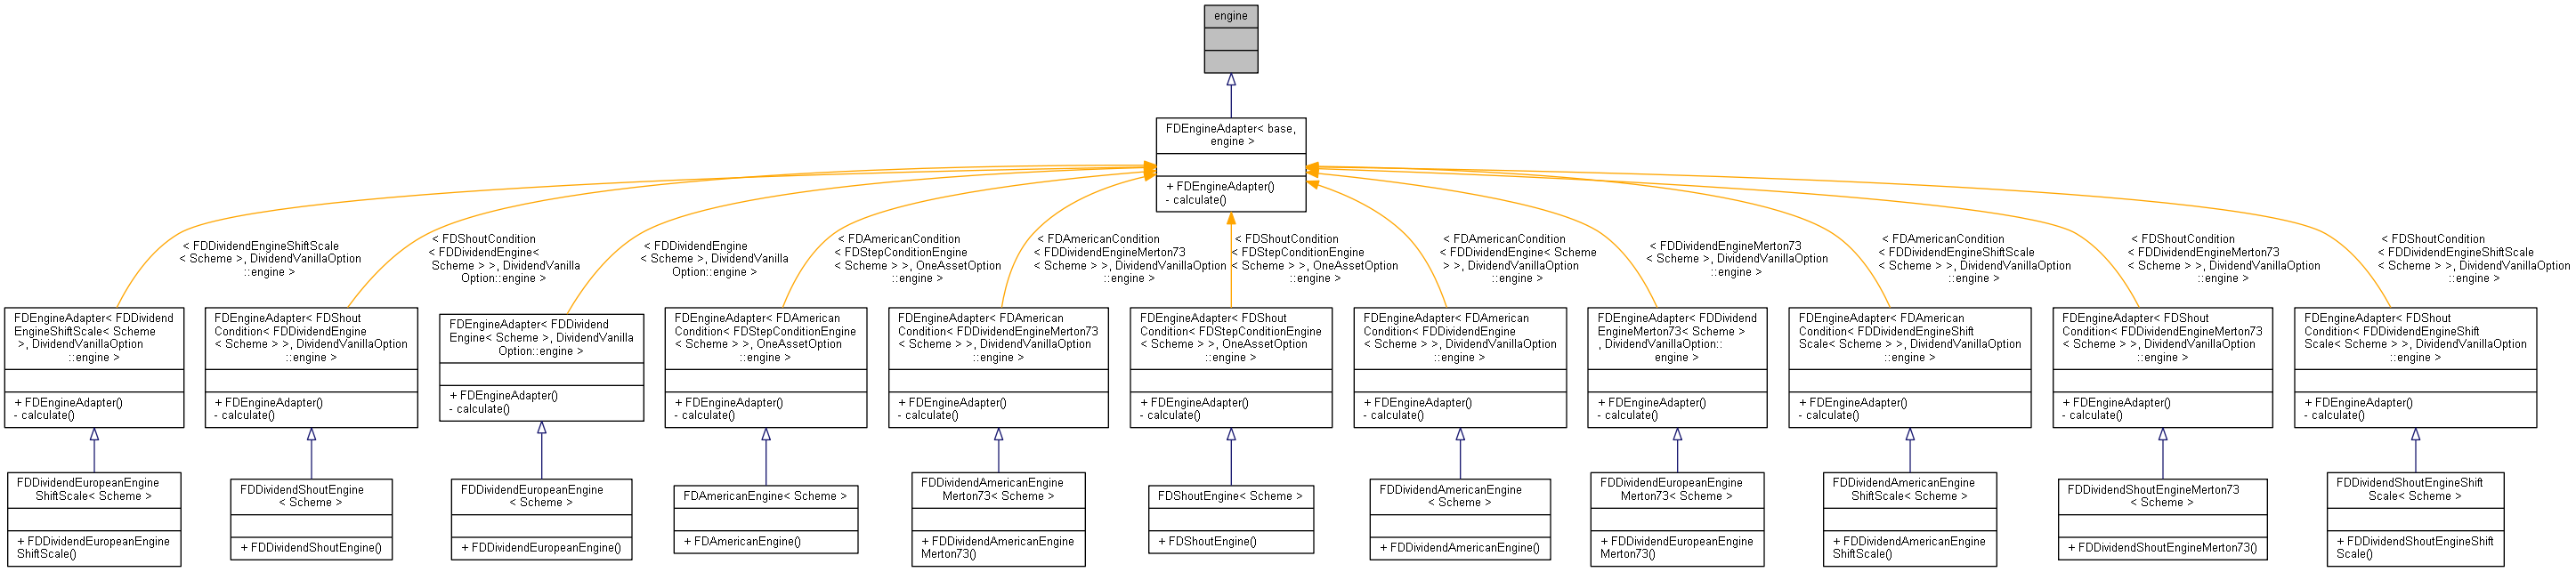 engine
FDEngineAdapter< base,
engine >
+ FDEngineAdapter()
- calculate()
< FDDividendEngineShiftScale
< Scheme >, DividendVanillaOption
::engine >
< FDShoutCondition
< FDDividendEngine<
Scheme > >, DividendVanilla
Option::engine >
< FDDividendEngine
< Scheme >, DividendVanilla
Option::engine >
< FDAmericanCondition
< FDStepConditionEngine
< Scheme > >, OneAssetOption
::engine >
< FDAmericanCondition
< FDDividendEngineMerton73
< Scheme > >, DividendVanillaOption
::engine >
< FDShoutCondition
< FDStepConditionEngine
< Scheme > >, OneAssetOption
::engine >
< FDAmericanCondition
< FDDividendEngine< Scheme
> >, DividendVanillaOption
::engine >
< FDDividendEngineMerton73
< Scheme >, DividendVanillaOption
::engine >
< FDAmericanCondition
< FDDividendEngineShiftScale
< Scheme > >, DividendVanillaOption
::engine >
< FDShoutCondition
< FDDividendEngineMerton73
< Scheme > >, DividendVanillaOption
::engine >
< FDShoutCondition
< FDDividendEngineShiftScale
< Scheme > >, DividendVanillaOption
::engine >
FDEngineAdapter< FDDividend
EngineShiftScale< Scheme
>, DividendVanillaOption
::engine >
+ FDEngineAdapter()
- calculate()
FDEngineAdapter< FDShout
Condition< FDDividendEngine
< Scheme > >, DividendVanillaOption
::engine >
+ FDEngineAdapter()
- calculate()
FDEngineAdapter< FDDividend
Engine< Scheme >, DividendVanilla
Option::engine >
+ FDEngineAdapter()
- calculate()
FDEngineAdapter< FDAmerican
Condition< FDStepConditionEngine
< Scheme > >, OneAssetOption
::engine >
+ FDEngineAdapter()
- calculate()
FDEngineAdapter< FDAmerican
Condition< FDDividendEngineMerton73
< Scheme > >, DividendVanillaOption
::engine >
+ FDEngineAdapter()
- calculate()
FDEngineAdapter< FDShout
Condition< FDStepConditionEngine
< Scheme > >, OneAssetOption
::engine >
+ FDEngineAdapter()
- calculate()
FDEngineAdapter< FDAmerican
Condition< FDDividendEngine
< Scheme > >, DividendVanillaOption
::engine >
+ FDEngineAdapter()
- calculate()
FDEngineAdapter< FDDividend
EngineMerton73< Scheme >
, DividendVanillaOption::
engine >
+ FDEngineAdapter()
- calculate()
FDEngineAdapter< FDAmerican
Condition< FDDividendEngineShift
Scale< Scheme > >, DividendVanillaOption
::engine >
+ FDEngineAdapter()
- calculate()
FDEngineAdapter< FDShout
Condition< FDDividendEngineMerton73
< Scheme > >, DividendVanillaOption
::engine >
+ FDEngineAdapter()
- calculate()
FDEngineAdapter< FDShout
Condition< FDDividendEngineShift
Scale< Scheme > >, DividendVanillaOption
::engine >
+ FDEngineAdapter()
- calculate()
FDDividendEuropeanEngine
ShiftScale< Scheme >
+ FDDividendEuropeanEngine
ShiftScale()
FDDividendShoutEngine
< Scheme >
+ FDDividendShoutEngine()
FDDividendEuropeanEngine
< Scheme >
+ FDDividendEuropeanEngine()
FDAmericanEngine< Scheme >
+ FDAmericanEngine()
FDDividendAmericanEngine
Merton73< Scheme >
+ FDDividendAmericanEngine
Merton73()
FDShoutEngine< Scheme >
+ FDShoutEngine()
FDDividendAmericanEngine
< Scheme >
+ FDDividendAmericanEngine()
FDDividendEuropeanEngine
Merton73< Scheme >
+ FDDividendEuropeanEngine
Merton73()
FDDividendAmericanEngine
ShiftScale< Scheme >
+ FDDividendAmericanEngine
ShiftScale()
FDDividendShoutEngineMerton73
< Scheme >
+ FDDividendShoutEngineMerton73()
FDDividendShoutEngineShift
Scale< Scheme >
+ FDDividendShoutEngineShift
Scale()